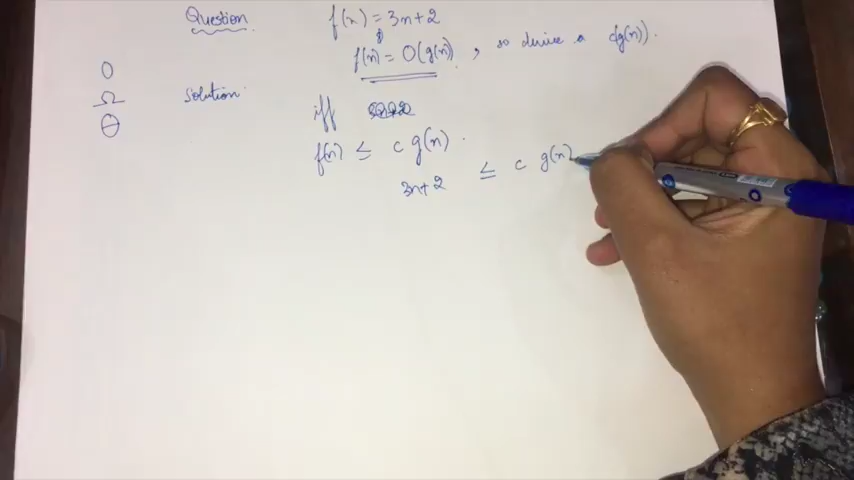 Question f(x) = 3n+2
f(n) = O(g(n)), so derive a g(n)).
O
Ω
Θ
Solution:
iff
f(n) ≤ c g(n).
3n+2 ≤ c g(n)